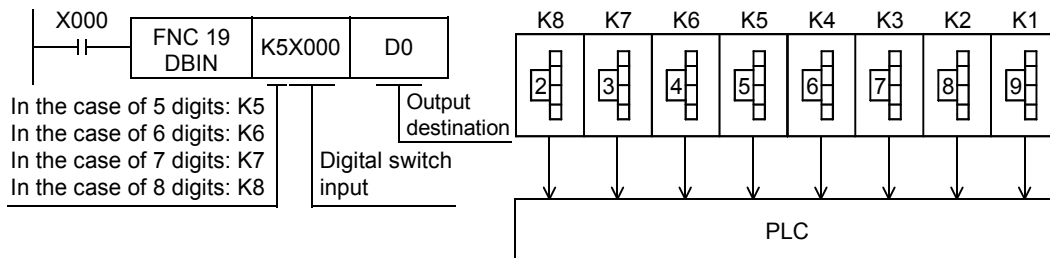 X000
FNC 19
DBIN
K5X000
D0
In the case of 5 digits: K5
In the case of 6 digits: K6
In the case of 7 digits: K7
In the case of 8 digits: K8
Output
destination
Digital switch
input
K8 K7 K6 K5 K4 K3 K2 K1
2 3 4 5 6 7 8 9
PLC